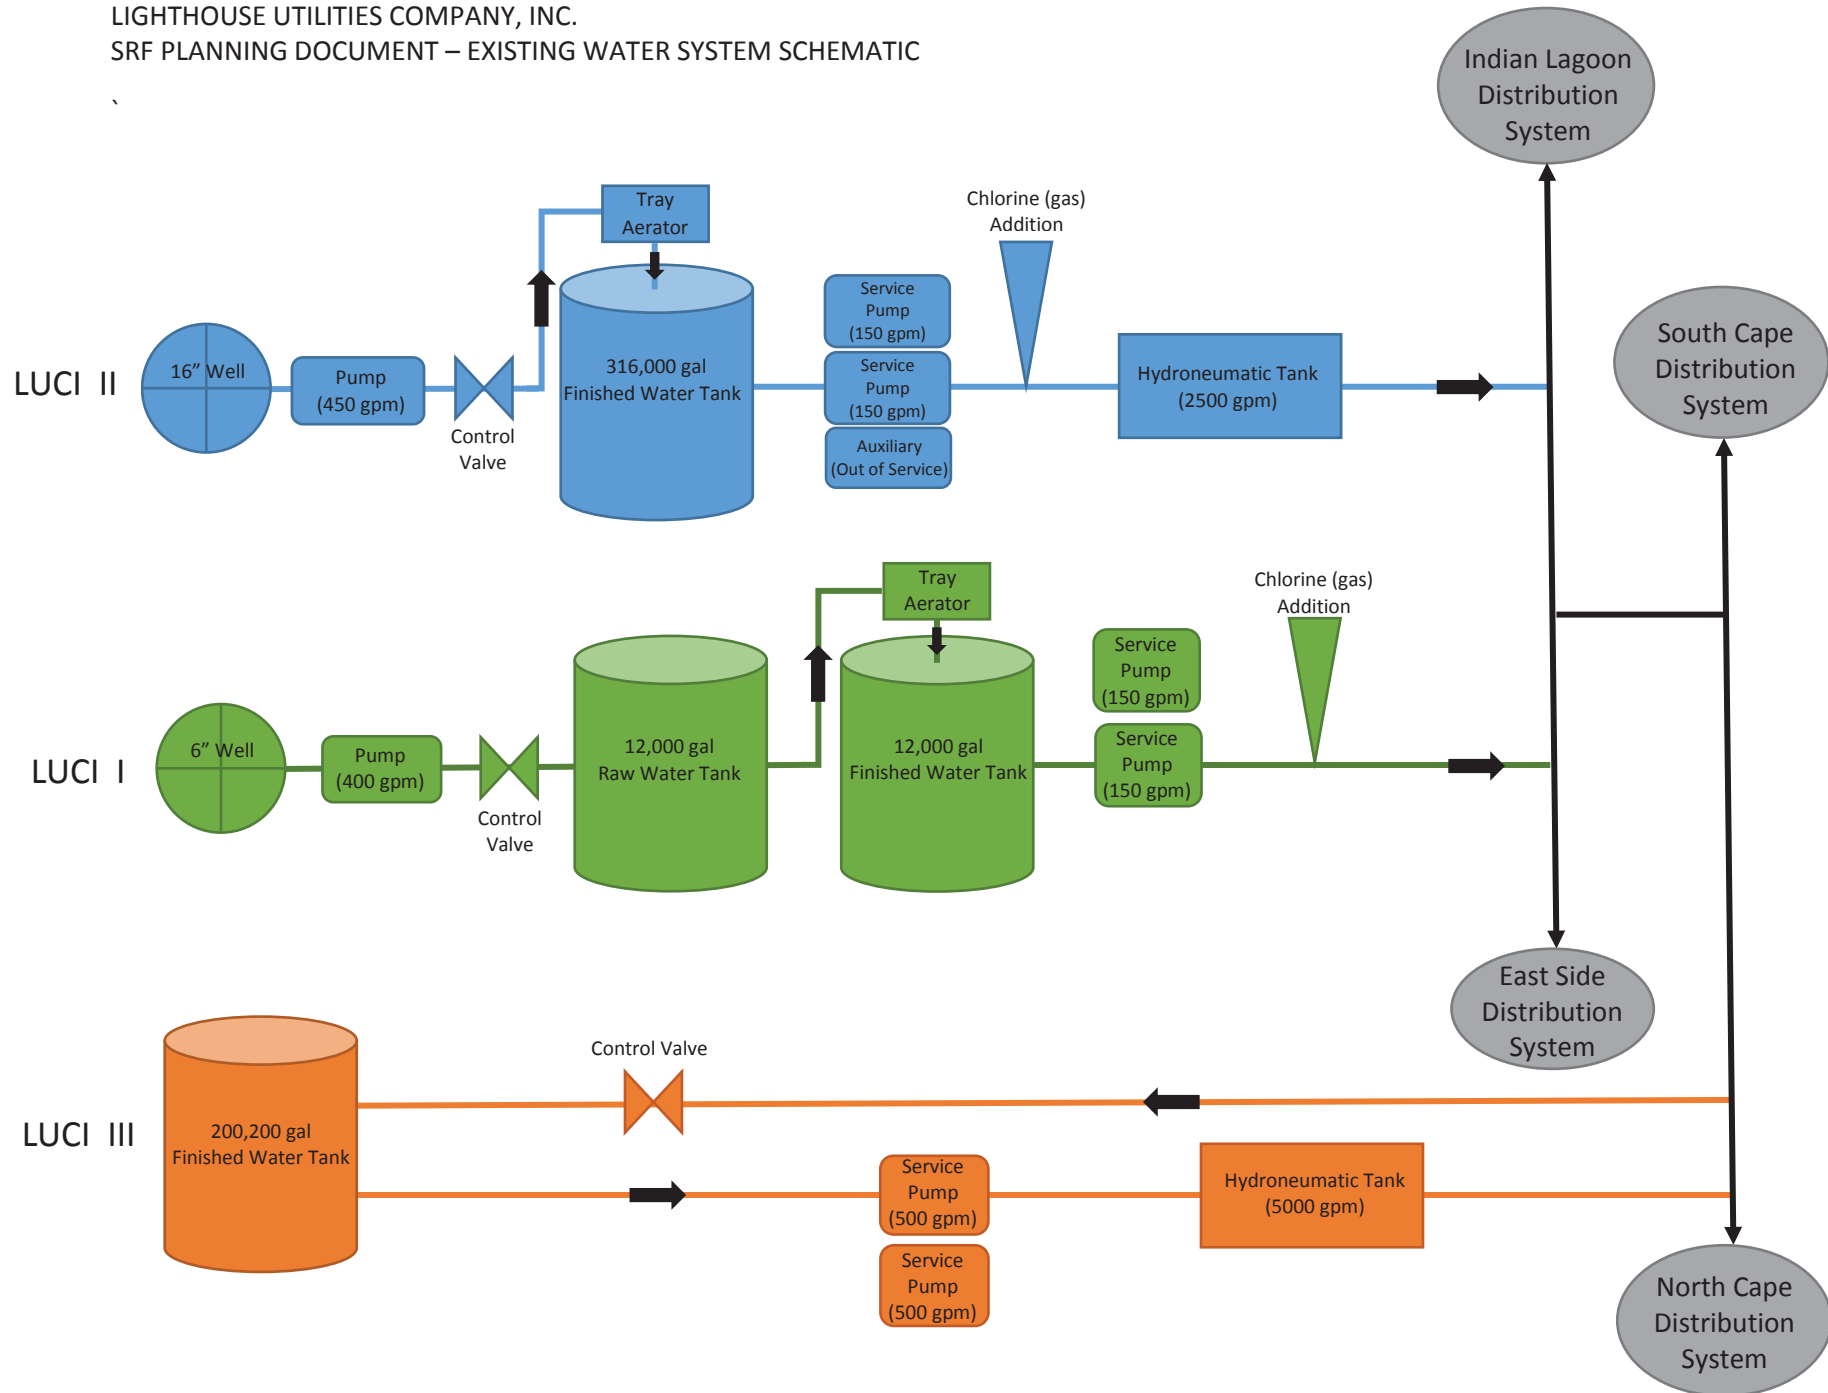 LIGHTHOUSE UTILITIES COMPANY, INC.
SRF PLANNING DOCUMENT – EXISTING WATER SYSTEM SCHEMATIC
`
Indian Lagoon
Distribution
System
Tray
Aerator
Chlorine (gas)
Addition
LUCI II
16” Well
Pump
(450 gpm)
Control
Valve
316,000 gal
Finished Water Tank
Service
Pump
(150 gpm)
Service
Pump
(150 gpm)
Auxiliary
(Out of Service)
Hydroneumatic Tank
(2500 gpm)
South Cape
Distribution
System
Tray
Aerator
Chlorine (gas)
Addition
LUCI I
6” Well
Pump
(400 gpm)
Control
Valve
12,000 gal
Raw Water Tank
12,000 gal
Finished Water Tank
Service
Pump
(150 gpm)
Service
Pump
(150 gpm)
East Side
Distribution
System
LUCI III
200,200 gal
Finished Water Tank
Control Valve
Service
Pump
(500 gpm)
Service
Pump
(500 gpm)
Hydroneumatic Tank
(5000 gpm)
North Cape
Distribution
System